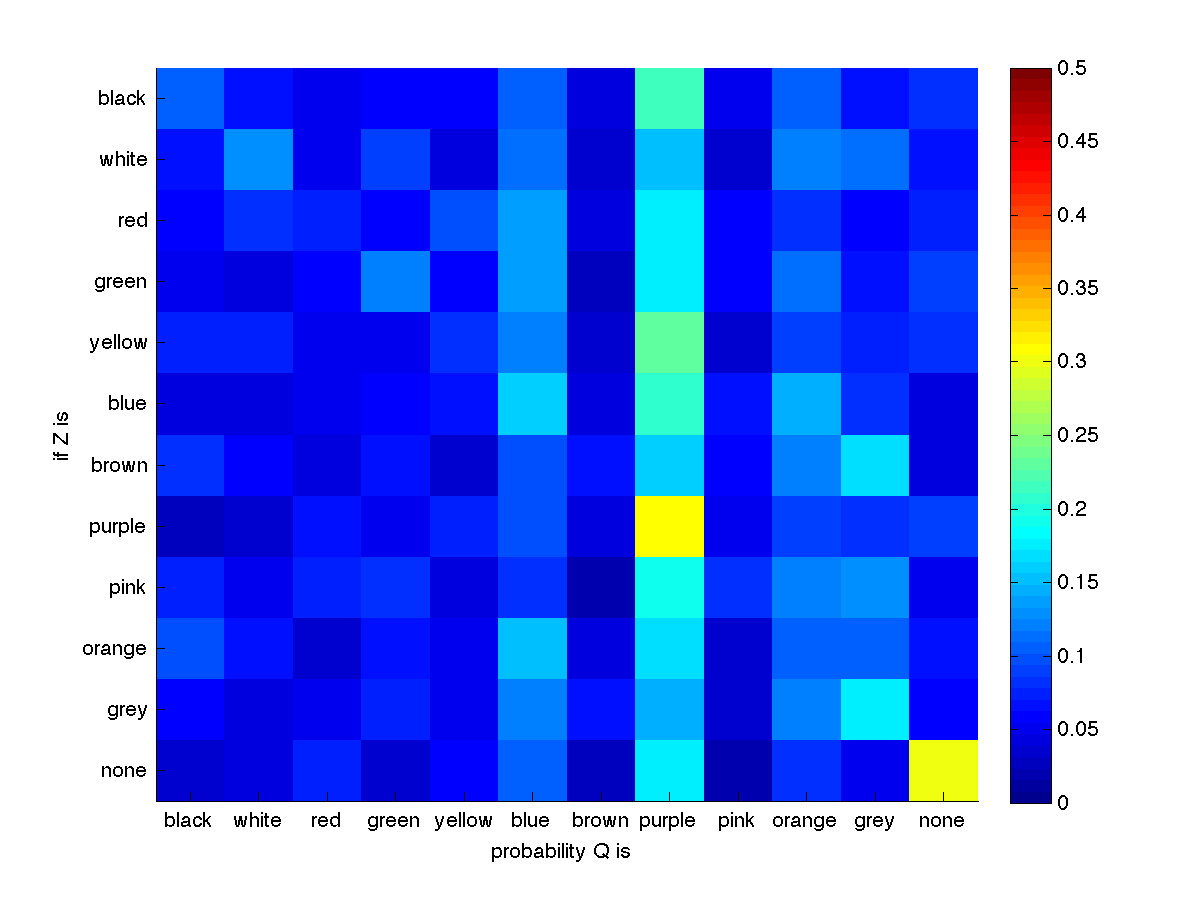 black
white
red
green
yellow
blue
brown
purple
pink
orange
grey
none
if Z is
black white red green yellow blue brown purple pink orange grey none
probability Q is
0.5
0.45
0.4
0.35
0.3
0.25
0.2
0.15
0.1
0.05
0